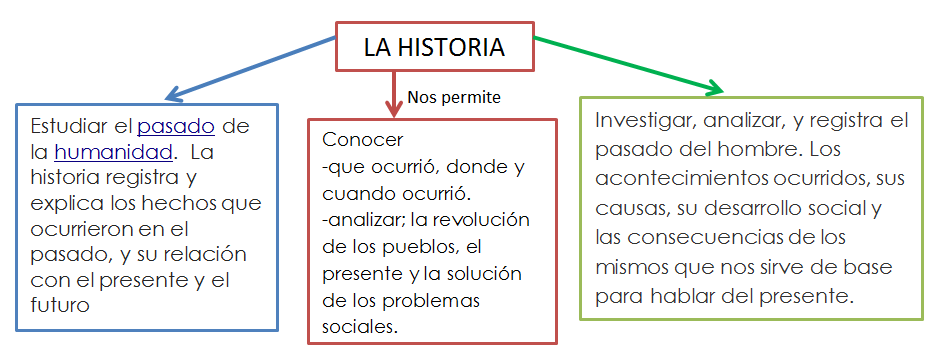 LA HISTORIA
Nos permite
Estudiar el pasado de
la humanidad.  La
historia registra y
explica los hechos que
ocurrieron en el
pasado, y su relación
con el presente y el
futuro
Conocer
-que ocurrió, donde y
cuando ocurrió.
-analizar; la revolución
de los pueblos, el
presente y la solución
de los problemas
sociales.
Investigar, analizar, y registra el
pasado del hombre. Los
acontecimientos ocurridos, sus
causas, su desarrollo social y
las consecuencias de los
mismos que nos sirve de base
para hablar del presente.